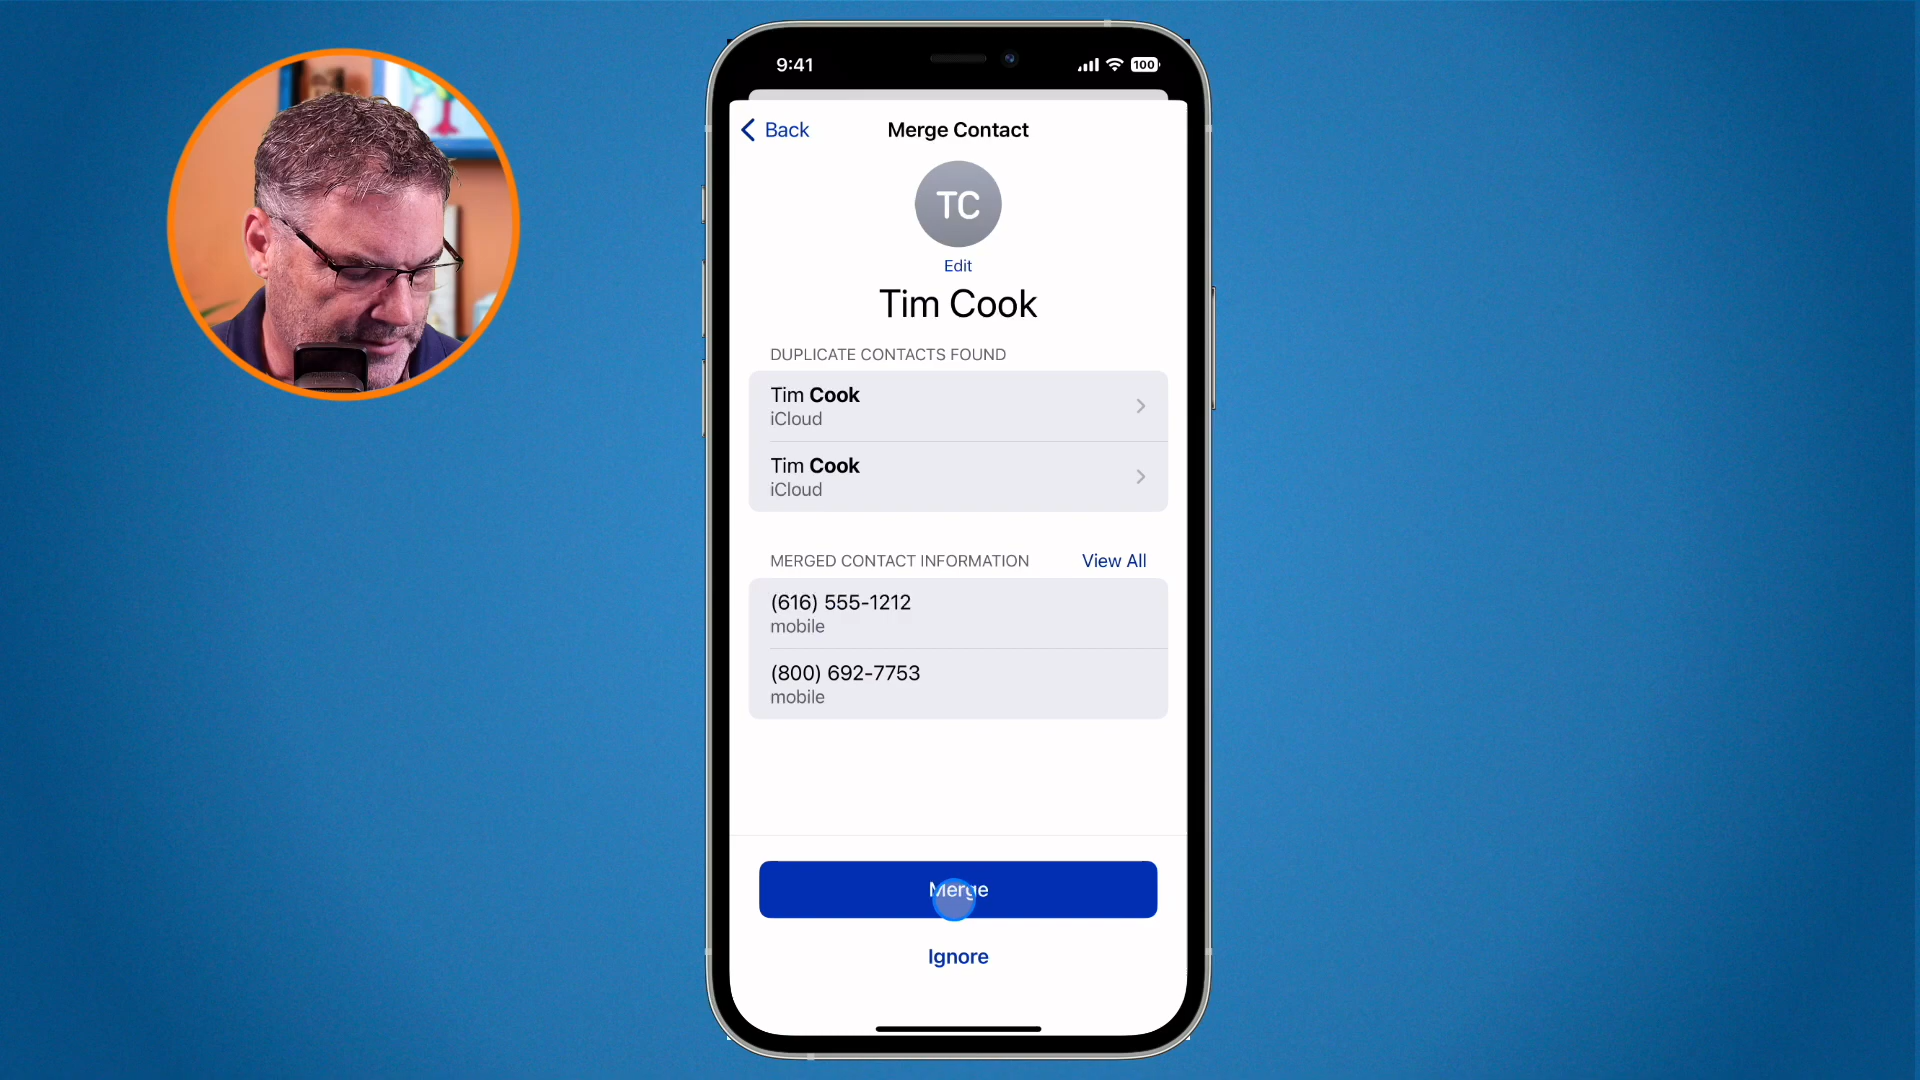 9:41
100
Back
Merge Contact
TC
Edit
Tim Cook
DUPLICATE CONTACTS FOUND
Tim Cook
iCloud
Tim Cook
iCloud
MERGED CONTACT INFORMATION View All
(616) 555-1212
mobile
(800) 692-7753
mobile
Merge
Ignore